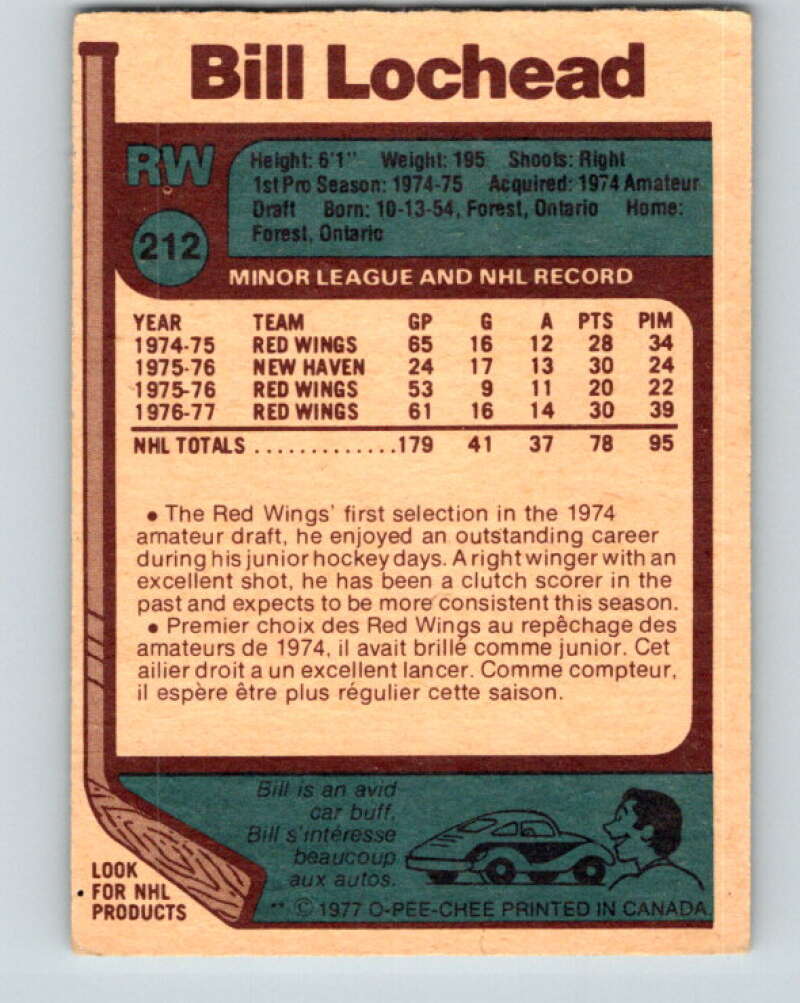 Bill Lochead
RW
Height: 6'1" Weight: 195 Shoots: Right
1st Pro Season: 1974-75 Acquired: 1974 Amateur
Draft Born: 10-13-54, Forest, Ontario Home:
Forest, Ontario
212
MINOR LEAGUE AND NHL RECORD
YEAR TEAM GP G A PTS PIM
1974-75 RED WINGS 65 16 12 28 34
1975-76 NEW HAVEN 24 17 13 30 24
1975-76 RED WINGS 53 9 11 20 22
1976-77 RED WINGS 61 16 14 30 39
NHL TOTALS .............179 41 37 78 95
• The Red Wings' first selection in the 1974
amateur draft, he enjoyed an outstanding career
during his junior hockey days. A right winger with an
excellent shot, he has been a clutch scorer in the
past and expects to be more consistent this season.
• Premier choix des Red Wings au repêchage des
amateurs de 1974, il avait brillé comme junior. Cet
ailier droit a un excellent lancer. Comme compteur,
il espère être plus régulier cette saison.
Bill is an avid
car buff.
Bill s'intéresse
beaucoup
aux autos.
LOOK
FOR NHL
PRODUCTS
** © 1977 O-PEE-CHEE PRINTED IN CANADA